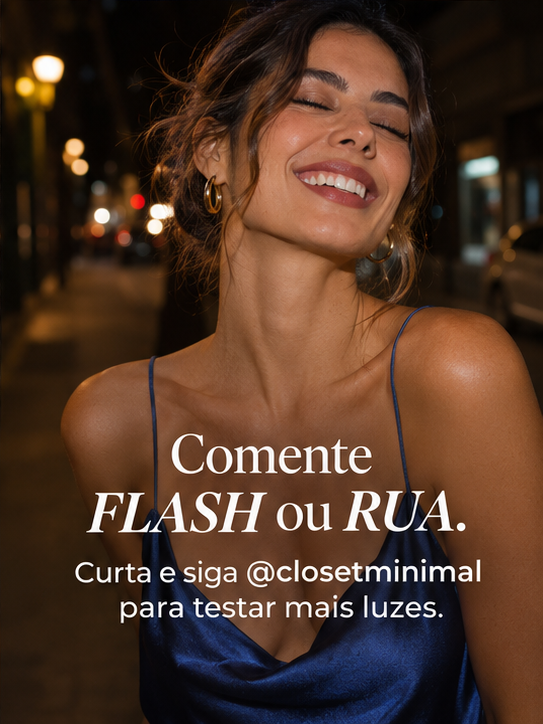 Comente
FLASH ou RUA.
Curta e siga @closetminimal
para testar mais luzes.